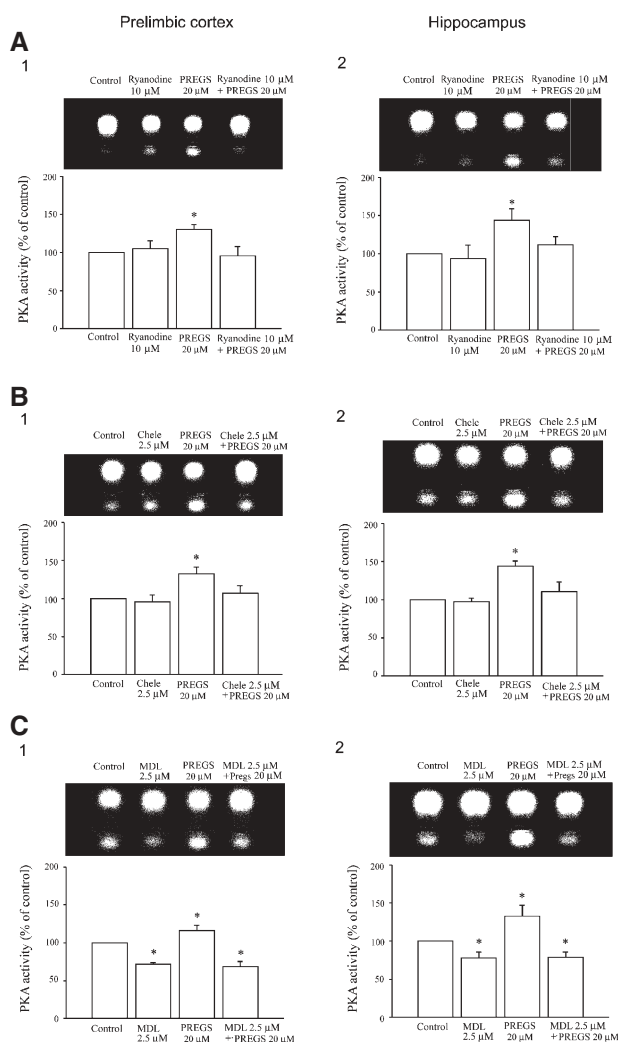 Prelimbic cortex Hippocampus
A
1
Control Ryanodine PREGS Ryanodine 10 µM
10 µM 20 µM + PREGS 20 µM
PKA activity (% of control)
200
150
100
50
0
*
Control Ryanodine PREGS Ryanodine 10 µM
10 µM 20 µM + PREGS 20 µM
2
Control Ryanodine PREGS Ryanodine 10 µM
10 µM 20 µM + PREGS 20 µM
PKA activity (% of control)
200
150
100
50
0
*
Control Ryanodine PREGS Ryanodine 10 µM
10 µM 20 µM + PREGS 20 µM
B
1
Control Chele PREGS Chele 2.5 µM
2.5 µM 20 µM +PREGS 20 µM
PKA activity (% of control)
200
150
100
50
0
*
Control Chele PREGS Chele 2.5 µM
2.5 µM 20 µM +PREGS 20 µM
2
Control Chele PREGS Chele 2.5 µM
2.5 µM 20 µM +PREGS 20 µM
PKA activity (% of control)
200
150
100
50
0
*
Control Chele PREGS Chele 2.5 µM
2.5 µM 20 µM +PREGS 20 µM
C
1
Control MDL PREGS MDL 2.5 µM
2.5 µM 20 µM +Pregs 20 µM
PKA activity (% of control)
200
150
100
50
0
* * *
Control MDL PREGS MDL 2.5 µM
2.5 µM 20 µM +PREGS 20 µM
2
Control MDL PREGS MDL 2.5 µM
2.5 µM 20 µM +PREGS 20 µM
PKA activity (% of control)
200
150
100
50
0
* * *
Control MDL PREGS MDL 2.5 µM
2.5 µM 20 µM +PREGS 20 µM